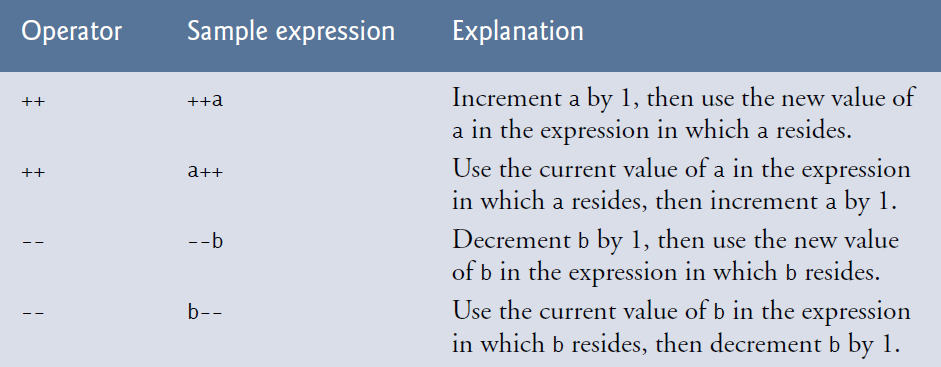 Operator Sample expression Explanation
++ ++a Increment a by 1, then use the new value of
a in the expression in which a resides.
++ a++ Use the current value of a in the expression
in which a resides, then increment a by 1.
-- --b Decrement b by 1, then use the new value
of b in the expression in which b resides.
-- b-- Use the current value of b in the expression
in which b resides, then decrement b by 1.